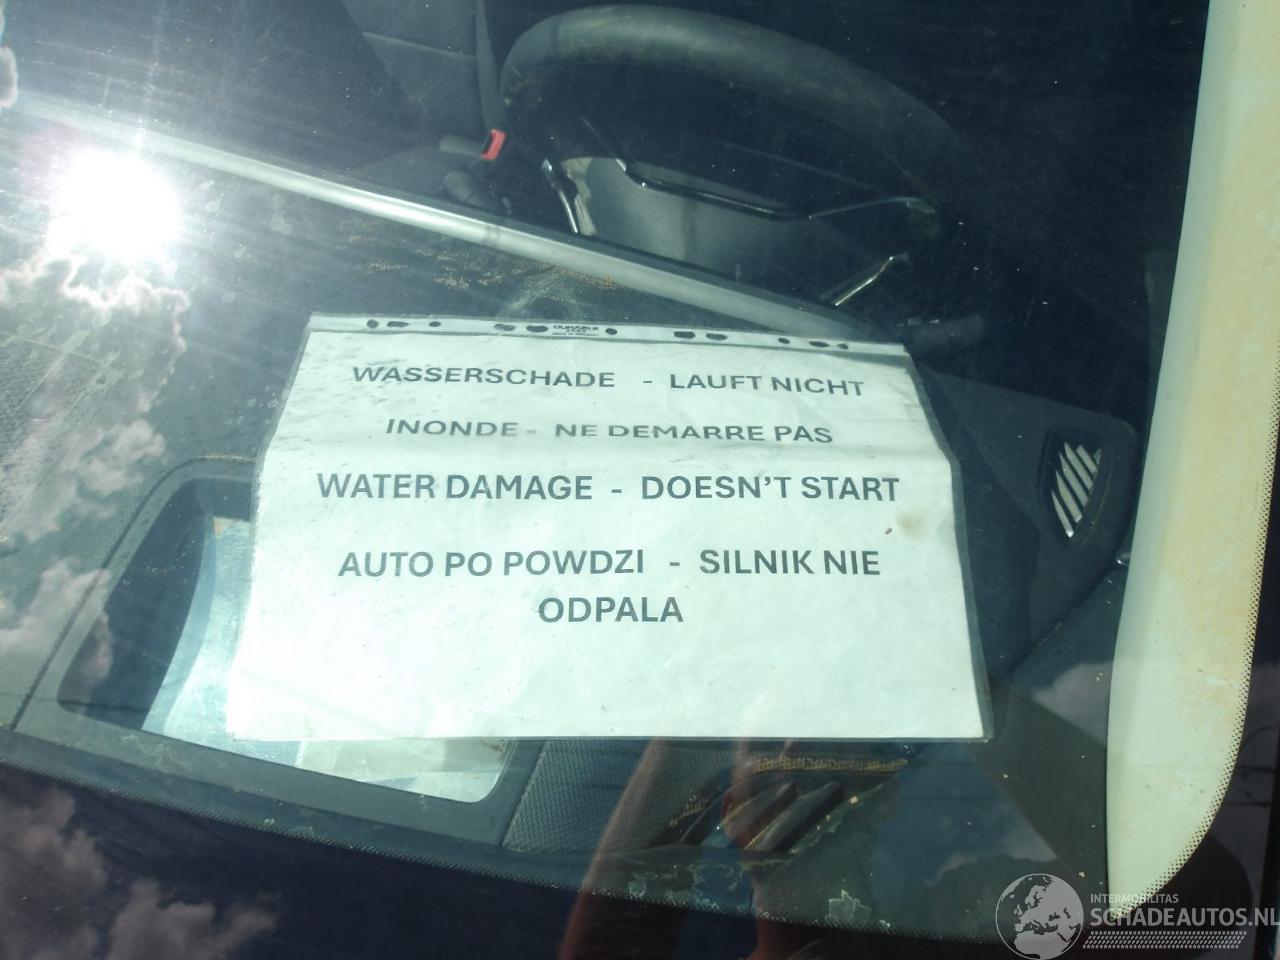 DURABLE
WASSERSCHADE - LAUFT NICHT
INONDE - NE DEMARRE PAS
WATER DAMAGE - DOESN'T START
AUTO PO POWDZI - SILNIK NIE
ODPALA
INTERMOBILITAS
SCHADEAUTOS.NL